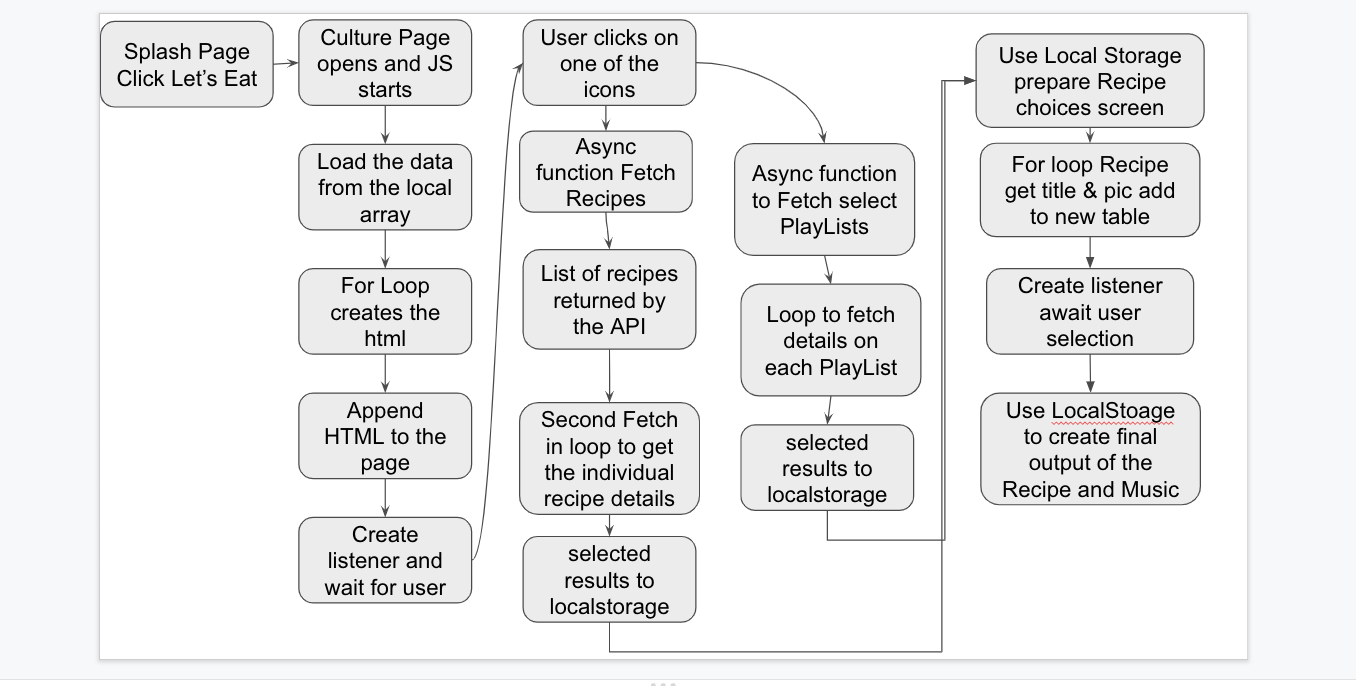 Splash Page
Click Let's Eat
Culture Page
opens and JS
starts
Load the data
from the local
array
For Loop
creates the
html
Append
HTML to the
page
Create
listener and
wait for user
User clicks on
one of the
icons
Async
function Fetch
Recipes
List of recipes
returned by
the API
Second Fetch
in loop to get
the individual
recipe details
selected
results to
localstorage
Async function
to Fetch select
PlayLists
Loop to fetch
details on
each PlayList
selected
results to
localstorage
Use Local Storage
prepare Recipe
choices screen
For loop Recipe
get title & pic add
to new table
Create listener
await user
selection
Use LocalStoage
to create final
output of the
Recipe and Music